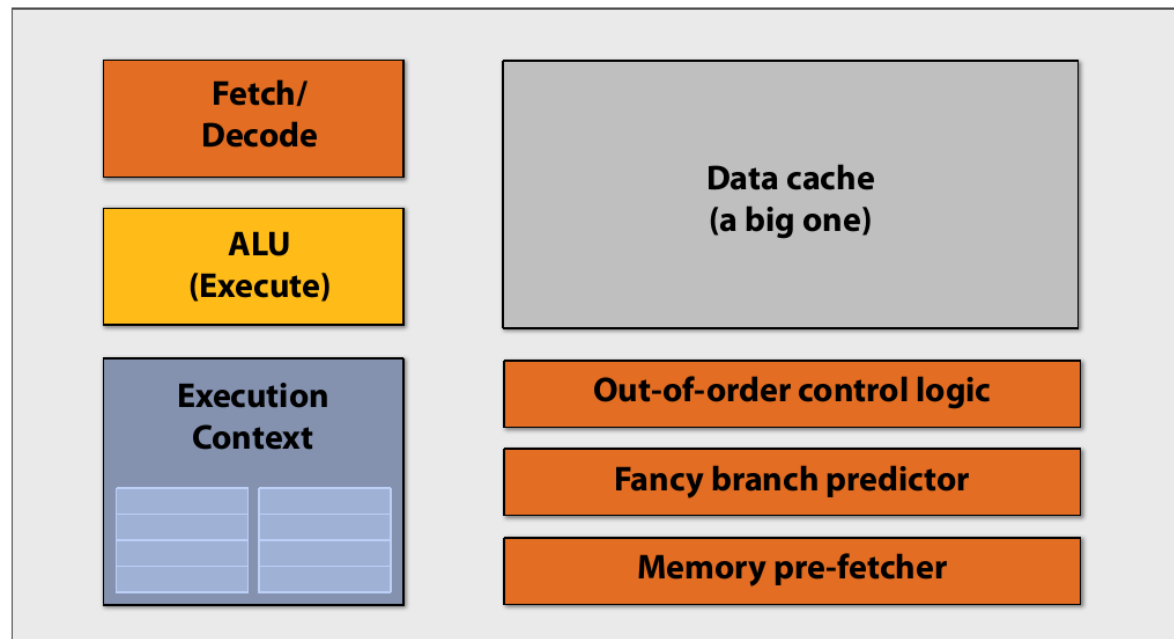 Fetch/
Decode
ALU
(Execute)
Execution
Context
Data cache
(a big one)
Out-of-order control logic
Fancy branch predictor
Memory pre-fetcher